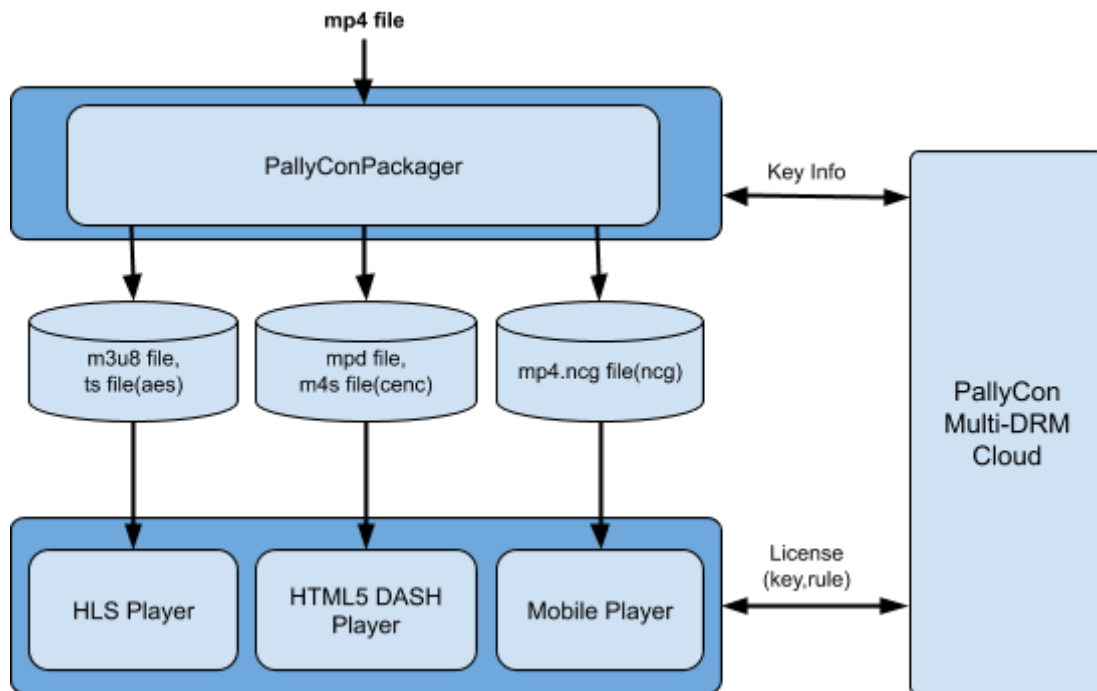 mp4 file
PallyConPackager
Key Info
m3u8 file,
ts file(aes)
mpd file,
m4s file(cenc)
mp4.ncg file(ncg)
PallyCon
Multi-DRM
Cloud
HLS Player
HTML5 DASH
Player
Mobile Player
License
(key,rule)